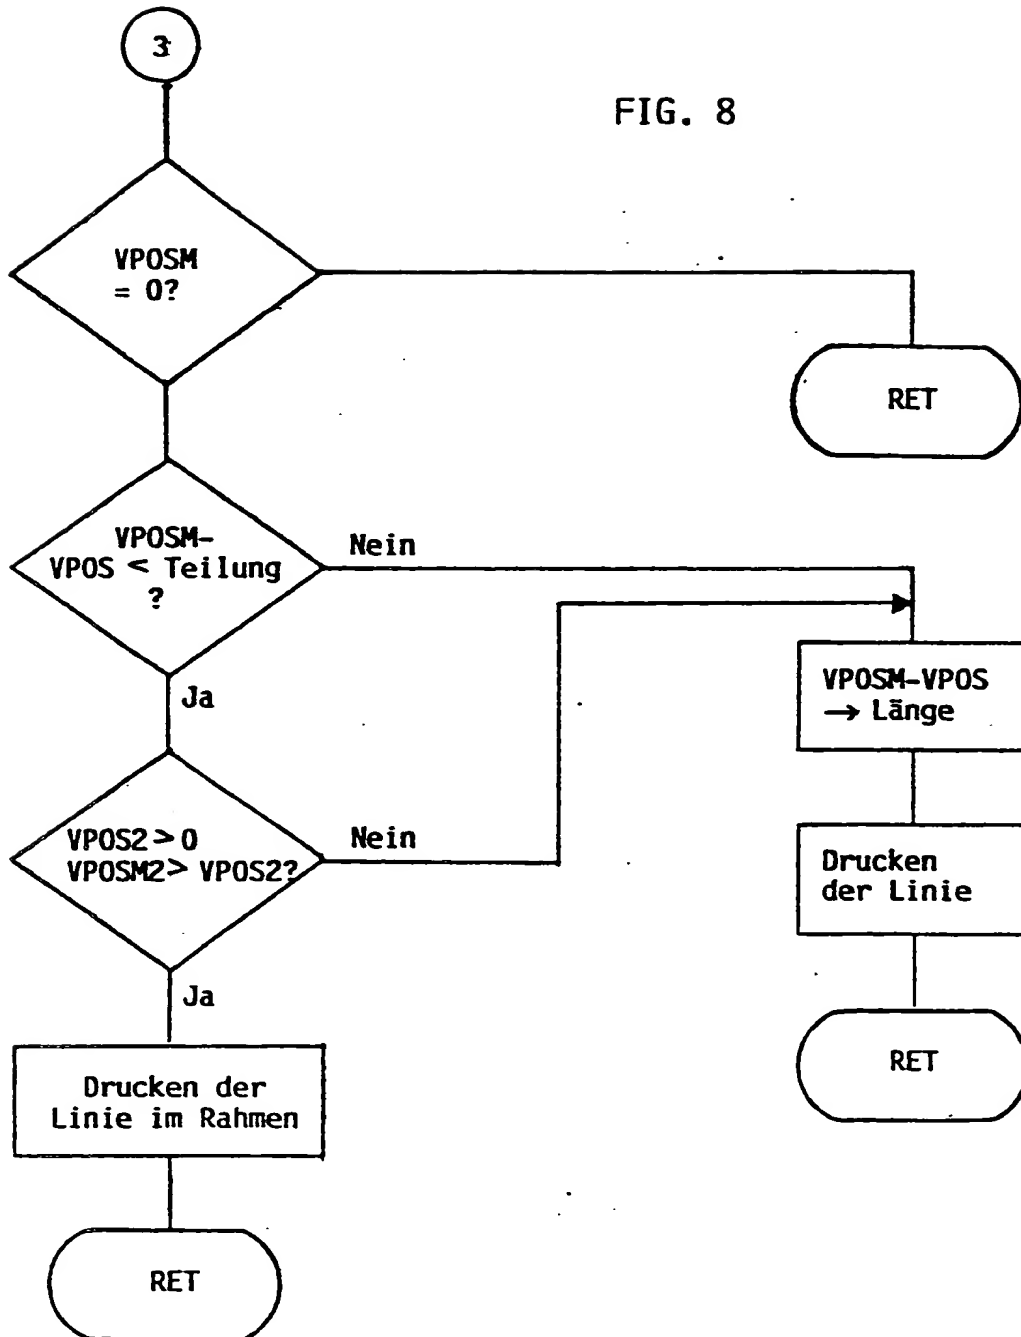 3
FIG. 8
VPOSM
= 0?
RET
VPOSM-
VPOS < Teilung
?
Nein
Ja
VPOSM-VPOS
→ Länge
VPOS2 > 0
VPOSM2 > VPOS2?
Nein
Drucken
der Linie
Ja
RET
Drucken der
Linie im Rahmen
RET